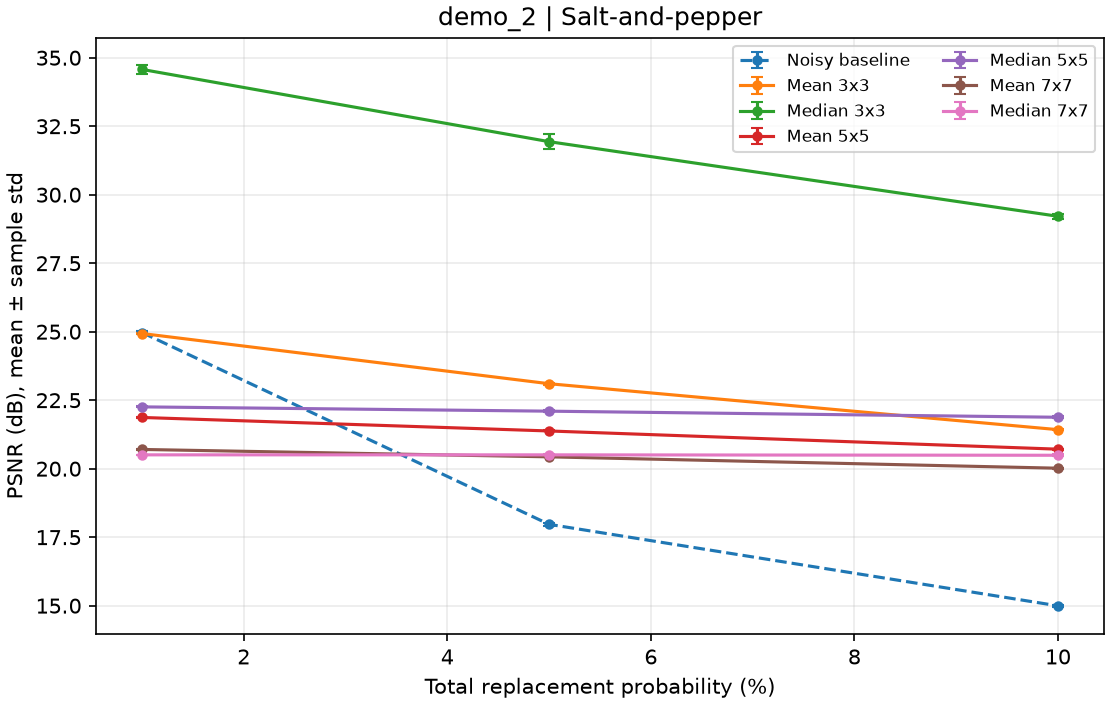 demo_2 | Salt-and-pepper
PSNR (dB), mean ± sample std
35.0
32.5
30.0
27.5
25.0
22.5
20.0
17.5
15.0
Noisy baseline
Mean 3x3
Median 3x3
Mean 5x5
Median 5x5
Mean 7x7
Median 7x7
2 4 6 8 10
Total replacement probability (%)